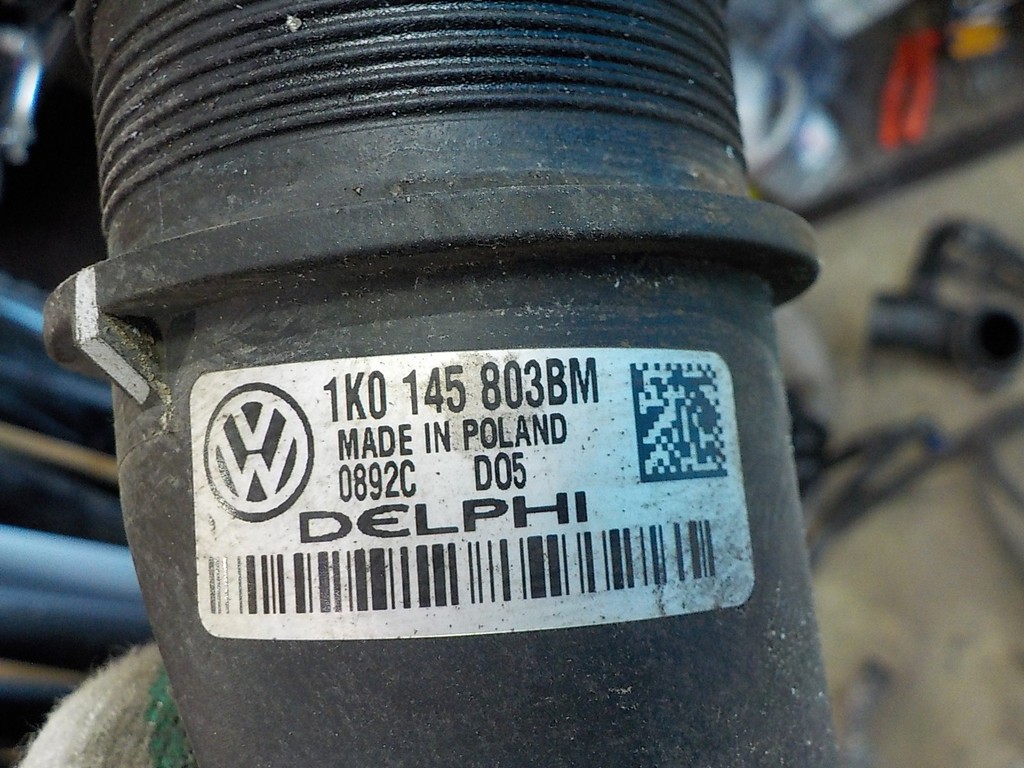 1K0 145 803BM
MADE IN POLAND
0892C D05
DELPHI